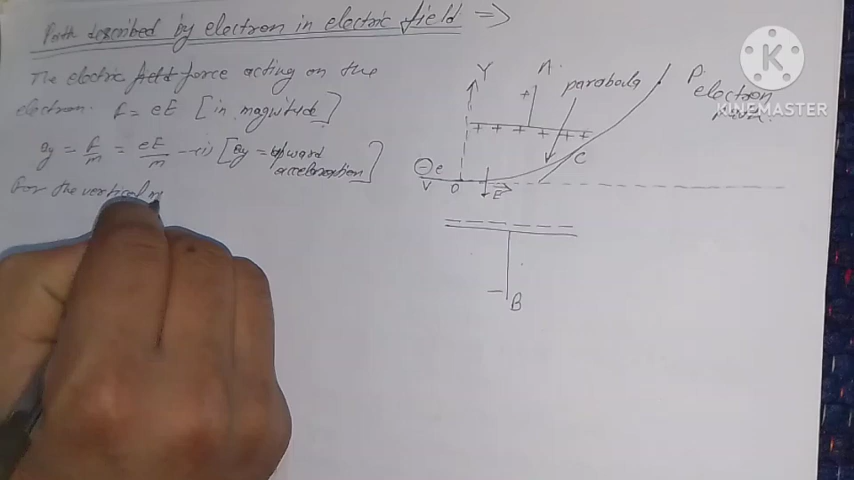 Path described by electron in electric field ⇒
The electric force acting on the
electron. F = eE [in magnitude]
ay = F/m = eE/m --(i) [ay = upward
acceleration]
For the vertical m
Y
A
+
parabola
P
electron
path.
+ + + + + + +
C
⊖ e
V
O
E
− B
K
KINEMASTER